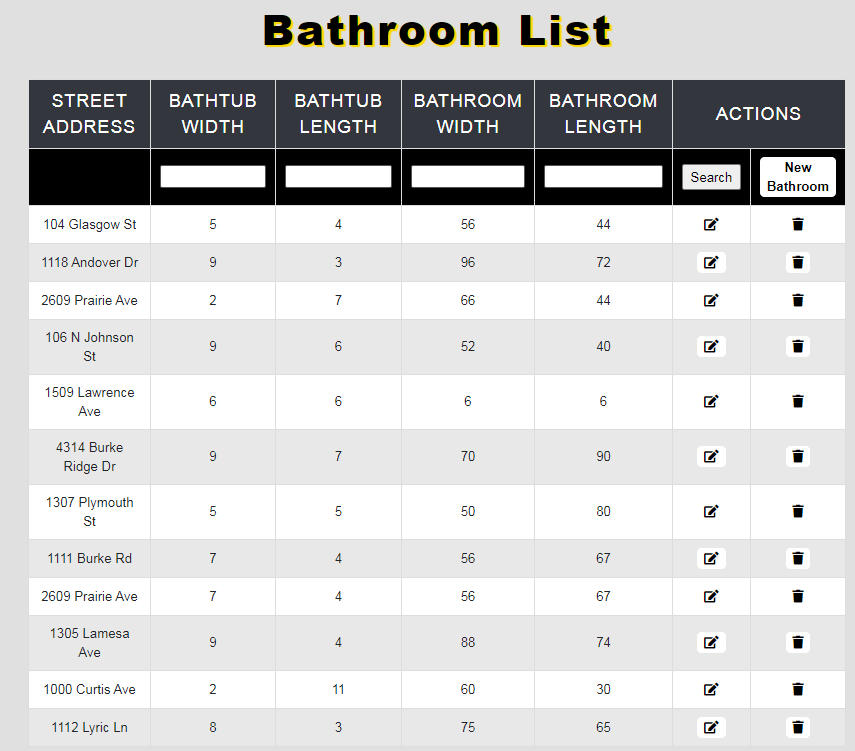 Bathroom List
STREET ADDRESS BATHTUB WIDTH BATHTUB LENGTH BATHROOM WIDTH BATHROOM LENGTH ACTIONS
Search New Bathroom
104 Glasgow St 5 4 56 44
1118 Andover Dr 9 3 96 72
2609 Prairie Ave 2 7 66 44
106 N Johnson St 9 6 52 40
1509 Lawrence Ave 6 6 6 6
4314 Burke Ridge Dr 9 7 70 90
1307 Plymouth St 5 5 50 80
1111 Burke Rd 7 4 56 67
2609 Prairie Ave 7 4 56 67
1305 Lamesa Ave 9 4 88 74
1000 Curtis Ave 2 11 60 30
1112 Lyric Ln 8 3 75 65